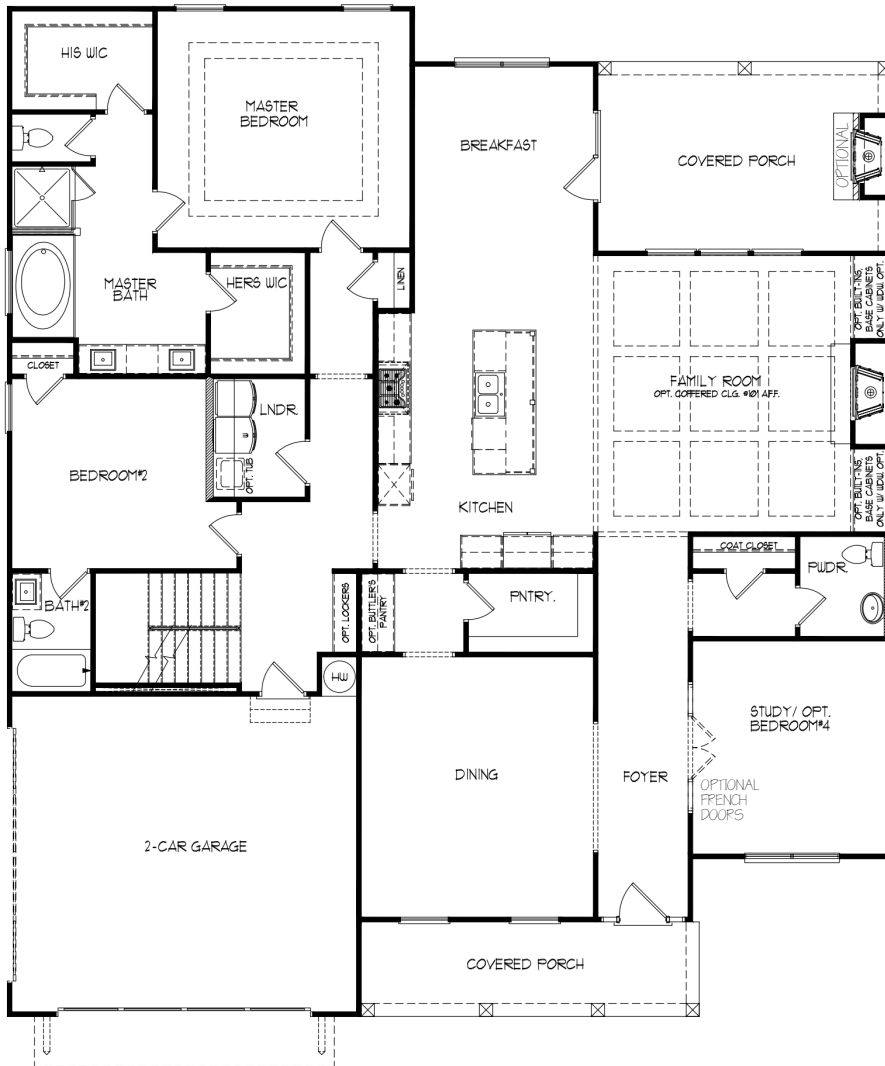 HIS WIC
MASTER
BEDROOM
BREAKFAST
COVERED PORCH
OPTIONAL
MASTER
BATH
HERS WIC
LINEN
OPT. BUILT-INS,
BASE CABINETS
ONLY W/ WDW. OPT.
CLOSET
FAMILY ROOM
OPT. COFFERED CLG. @10' AFF.
LNDR.
OPT. TUB
BEDROOM#2
KITCHEN
OPT. BUILT-INS,
BASE CABINETS
ONLY W/ WDW. OPT.
COAT CLOSET
PWDR.
BATH#2
OPT. LOCKERS
OPT. BUTTLER'S
PANTRY
PNTRY.
HW
STUDY/ OPT.
BEDROOM#4
DINING
FOYER
OPTIONAL
FRENCH
DOORS
2-CAR GARAGE
COVERED PORCH